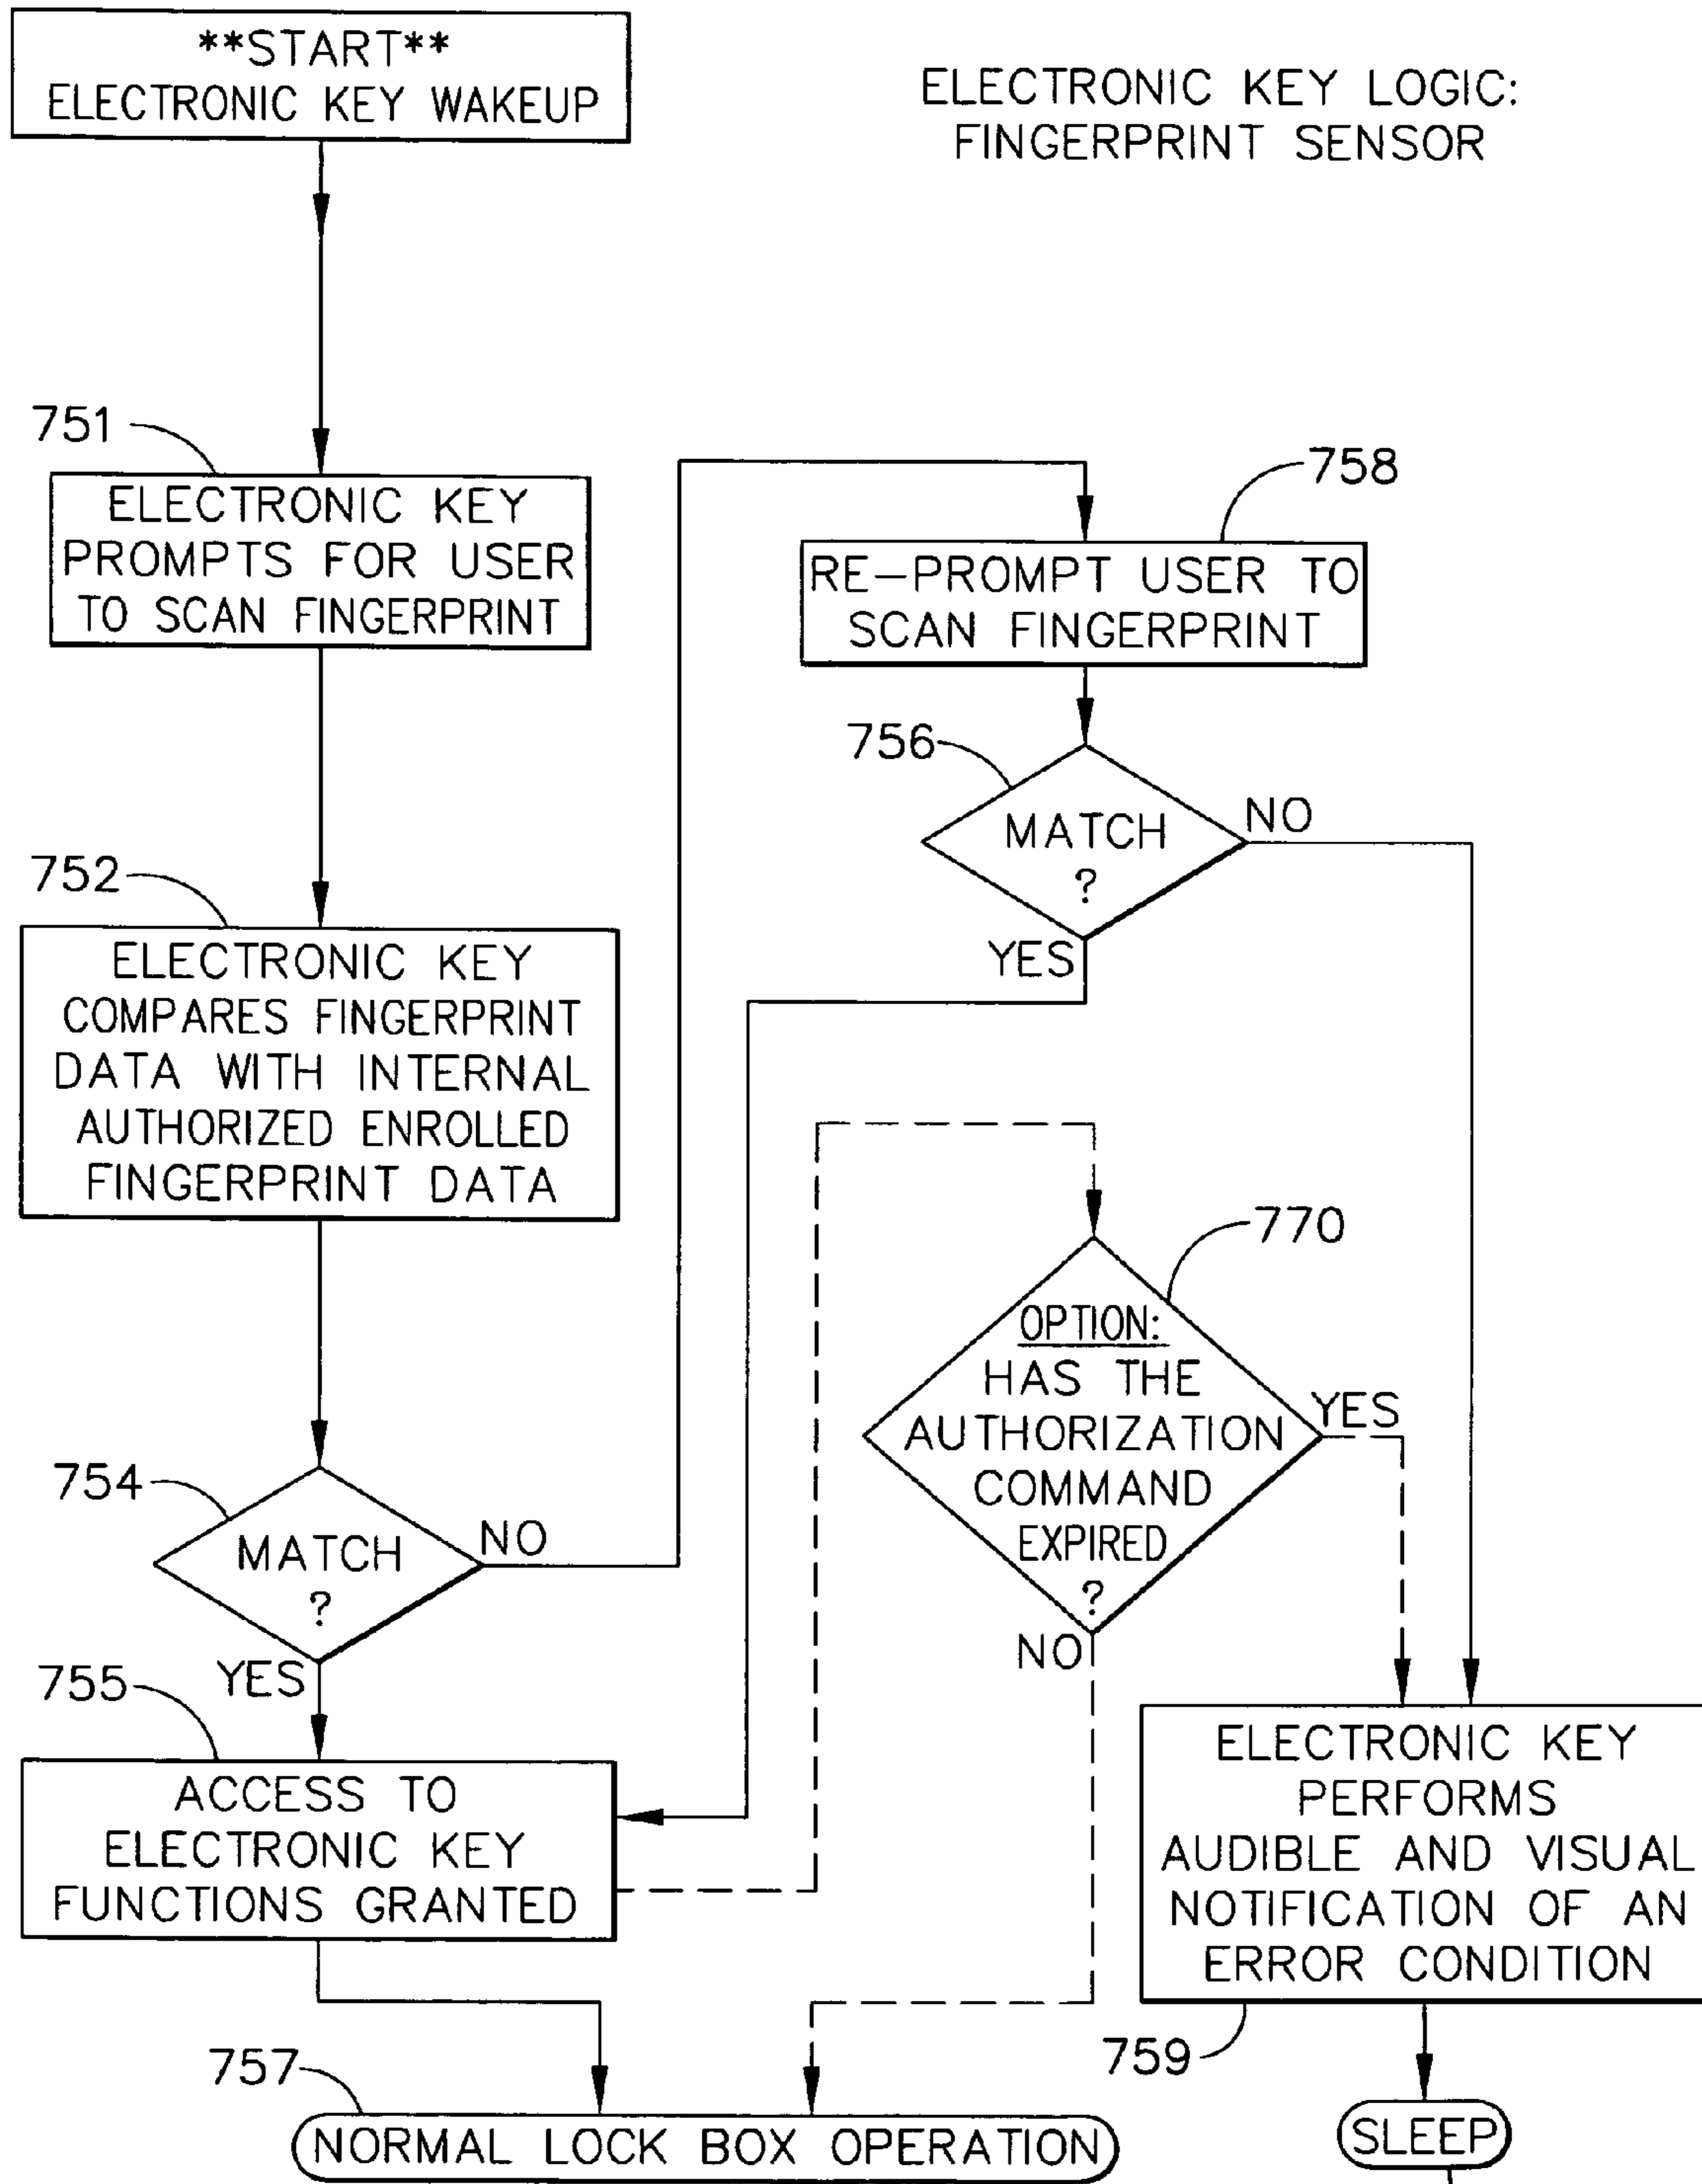 **START**
ELECTRONIC KEY WAKEUP
ELECTRONIC KEY LOGIC:
FINGERPRINT SENSOR
751
ELECTRONIC KEY
PROMPTS FOR USER
TO SCAN FINGERPRINT
758
RE-PROMPT USER TO
SCAN FINGERPRINT
756
MATCH
?
NO
YES
752
ELECTRONIC KEY
COMPARES FINGERPRINT
DATA WITH INTERNAL
AUTHORIZED ENROLLED
FINGERPRINT DATA
770
OPTION:
HAS THE
AUTHORIZATION
COMMAND
EXPIRED
?
YES
NO
754
MATCH
?
NO
YES
755
ACCESS TO
ELECTRONIC KEY
FUNCTIONS GRANTED
ELECTRONIC KEY
PERFORMS
AUDIBLE AND VISUAL
NOTIFICATION OF AN
ERROR CONDITION
759
757
NORMAL LOCK BOX OPERATION
SLEEP